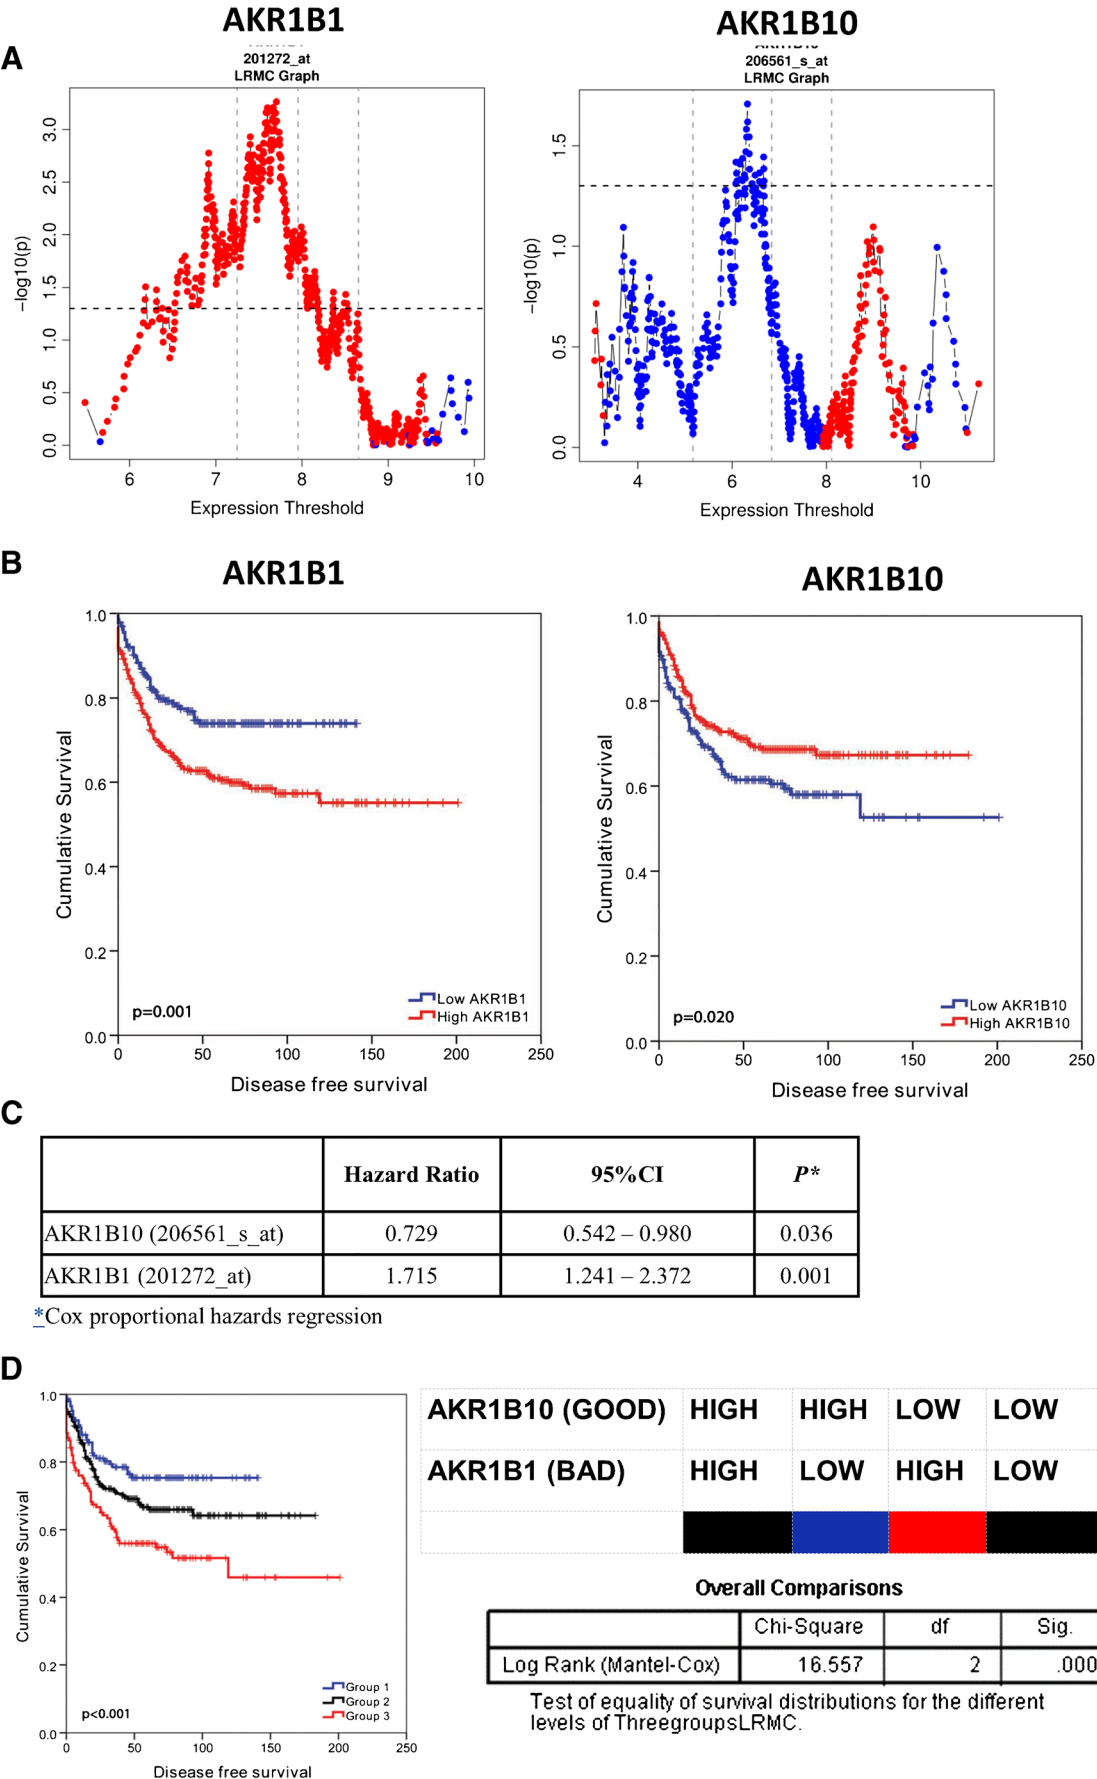 AKR1B1
AKR1B10
A
201272_at
LRMC Graph
206561_s_at
LRMC Graph
3.0
2.5
2.0
1.5
1.0
0.5
0.0
−log10(p)
6
7
8
9
10
Expression Threshold
1.5
1.0
0.5
0.0
−log10(p)
4
6
8
10
Expression Threshold
B
AKR1B1
AKR1B10
1.0
0.8
0.6
0.4
0.2
0.0
Cumulative Survival
p=0.001
Low AKR1B1
High AKR1B1
0
50
100
150
200
250
Disease free survival
1.0
0.8
0.6
0.4
0.2
0.0
Cumulative Survival
p=0.020
Low AKR1B10
High AKR1B10
0
50
100
150
200
250
Disease free survival
C
Hazard Ratio 95%CI P*
AKR1B10 (206561_s_at) 0.729 0.542 – 0.980 0.036
AKR1B1 (201272_at) 1.715 1.241 – 2.372 0.001
*Cox proportional hazards regression
D
1.0
0.8
0.6
0.4
0.2
0.0
Cumulative Survival
p<0.001
Group 1
Group 2
Group 3
0
50
100
150
200
250
Disease free survival
AKR1B10 (GOOD) HIGH HIGH LOW LOW
AKR1B1 (BAD) HIGH LOW HIGH LOW
Overall Comparisons
Chi-Square df Sig.
Log Rank (Mantel-Cox) 16.557 2 .000
Test of equality of survival distributions for the different
levels of ThreegroupsLRMC.